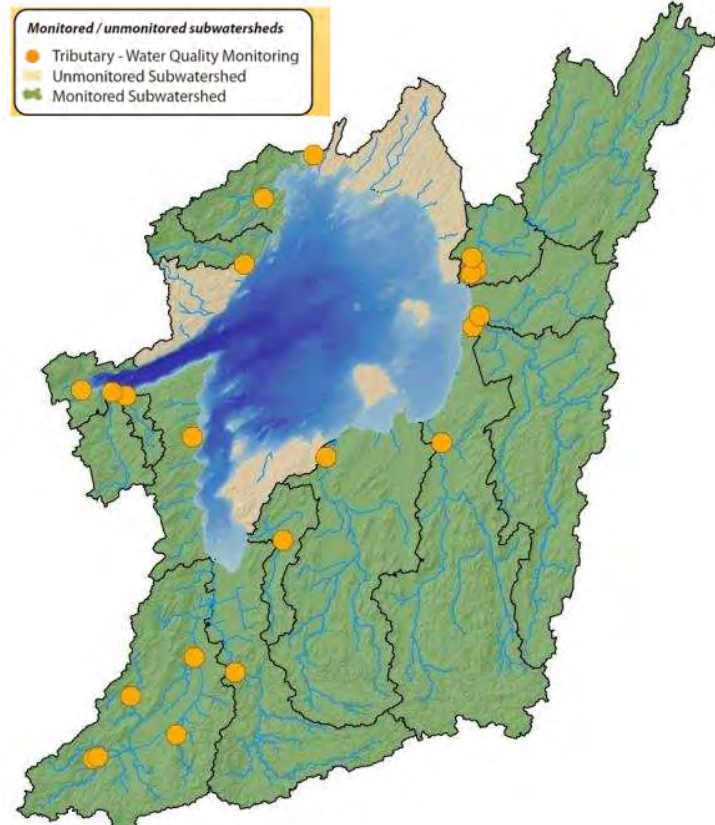 Monitored / unmonitored subwatersheds
Tributary - Water Quality Monitoring
Unmonitored Subwatershed
Monitored Subwatershed